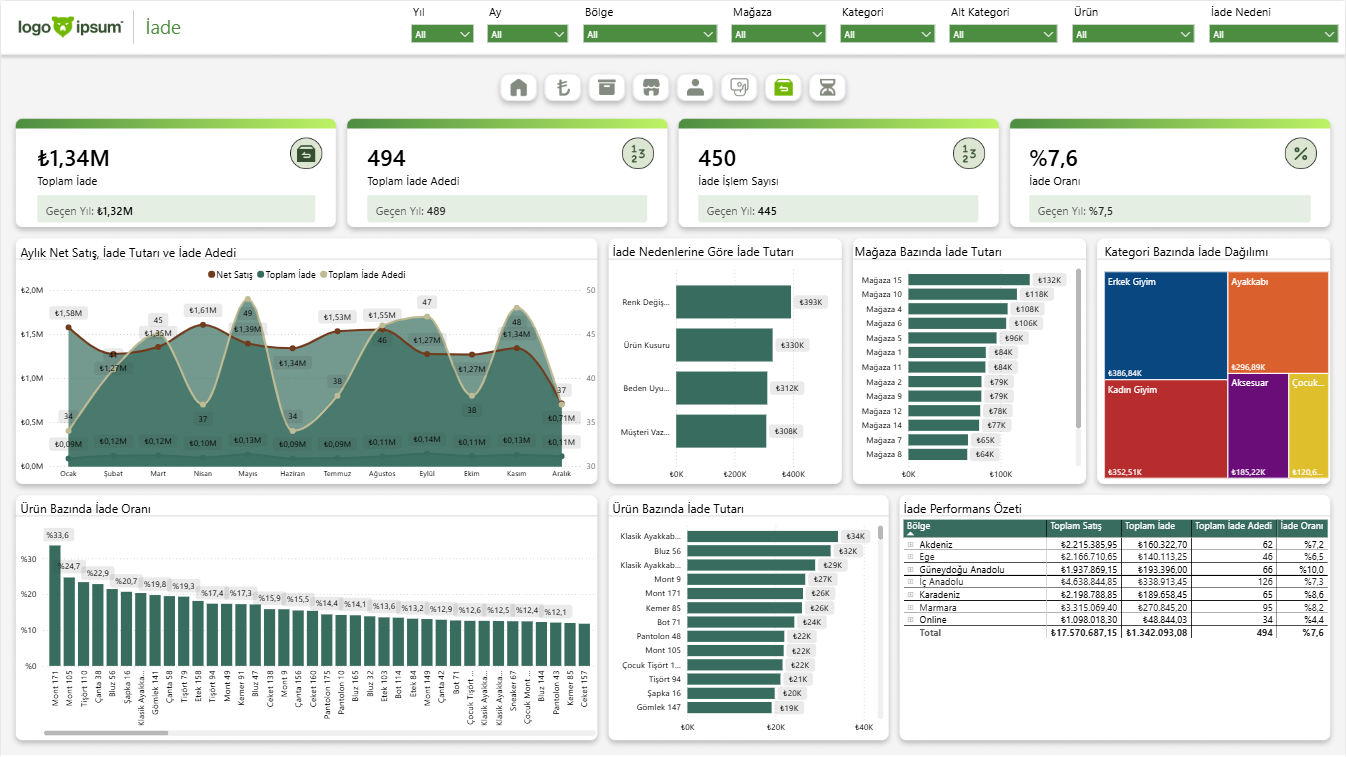 logo ipsum İade
Yıl Ay Bölge Mağaza Kategori Alt Kategori Ürün İade Nedeni
All All All All All All All All
₺1,34M
Toplam İade
Geçen Yıl: ₺1,32M
494
Toplam İade Adedi
Geçen Yıl: 489
450
İade İşlem Sayısı
Geçen Yıl: 445
%7,6
İade Oranı
Geçen Yıl: %7,5
Aylık Net Satış, İade Tutarı ve İade Adedi
Net Satış Toplam İade Toplam İade Adedi
₺2,0M
₺1,5M
₺1,0M
₺0,5M
₺0,0M
50
45
40
35
30
₺1,58M ₺1,27M ₺1,35M ₺1,61M ₺1,39M ₺1,34M ₺1,53M ₺1,55M ₺1,27M ₺1,27M ₺1,34M ₺0,71M
34 45 37 49 34 38 46 47 38 48 37
₺0,09M ₺0,12M ₺0,12M ₺0,10M ₺0,13M ₺0,09M ₺0,09M ₺0,11M ₺0,14M ₺0,11M ₺0,13M ₺0,11M
Ocak Şubat Mart Nisan Mayıs Haziran Temmuz Ağustos Eylül Ekim Kasım Aralık
İade Nedenlerine Göre İade Tutarı
Renk Değiş... ₺393K
Ürün Kusuru ₺330K
Beden Uyu... ₺312K
Müşteri Vaz... ₺308K
₺0K ₺200K ₺400K
Mağaza Bazında İade Tutarı
Mağaza 15 ₺132K
Mağaza 10 ₺118K
Mağaza 4 ₺108K
Mağaza 6 ₺106K
Mağaza 5 ₺96K
Mağaza 1 ₺84K
Mağaza 11 ₺84K
Mağaza 2 ₺79K
Mağaza 9 ₺79K
Mağaza 12 ₺78K
Mağaza 14 ₺77K
Mağaza 7 ₺65K
Mağaza 8 ₺64K
₺0K ₺100K
Kategori Bazında İade Dağılımı
Erkek Giyim
₺386,84K
Ayakkabı
₺296,89K
Kadın Giyim
₺352,51K
Aksesuar
₺185,22K
Çocuk...
₺120,6...
Ürün Bazında İade Oranı
%30
%20
%10
%0
%33,6 %24,7 %22,9 %20,7 %19,8 %19,3 %17,4 %17,3 %15,9 %15,5 %14,4 %14,1 %13,6 %13,2 %12,9 %12,6 %12,5 %12,4 %12,1
Mont 171
Mont 105
Tişört 110
Çanta 38
Bluz 56
Şapka 16
Klasik Ayakka...
Gömlek 141
Çanta 58
Tişört 79
Etek 158
Tişört 94
Mont 49
Kemer 91
Bluz 47
Ceket 138
Mont 9
Çanta 156
Ceket 160
Pantolon 175
Pantolon 10
Bluz 165
Bluz 32
Etek 103
Bot 114
Etek 84
Mont 149
Çanta 42
Bot 71
Çocuk Tişört ...
Klasik Ayakka...
Klasik Ayakka...
Sneaker 67
Çocuk Mont ...
Bluz 144
Pantolon 43
Kemer 85
Ceket 157
Ürün Bazında İade Tutarı
Klasik Ayakkab... ₺34K
Bluz 56 ₺32K
Klasik Ayakkab... ₺29K
Mont 9 ₺27K
Mont 171 ₺26K
Kemer 85 ₺26K
Bot 71 ₺24K
Pantolon 48 ₺22K
Mont 105 ₺22K
Çocuk Tişört 1... ₺22K
Tişört 94 ₺21K
Şapka 16 ₺20K
Gömlek 147 ₺19K
₺0K ₺20K ₺40K
İade Performans Özeti
Bölge Toplam Satış Toplam İade Toplam İade Adedi İade Oranı
Akdeniz ₺2.215.385,95 ₺160.322,70 62 %7,2
Ege ₺2.166.710,65 ₺140.113,25 46 %6,5
Güneydoğu Anadolu ₺1.937.869,15 ₺193.396,00 66 %10,0
İç Anadolu ₺4.638.844,85 ₺338.913,45 126 %7,3
Karadeniz ₺2.198.788,85 ₺189.658,45 65 %8,6
Marmara ₺3.315.069,40 ₺270.845,20 95 %8,2
Online ₺1.098.018,30 ₺48.844,03 34 %4,4
Total ₺17.570.687,15 ₺1.342.093,08 494 %7,6